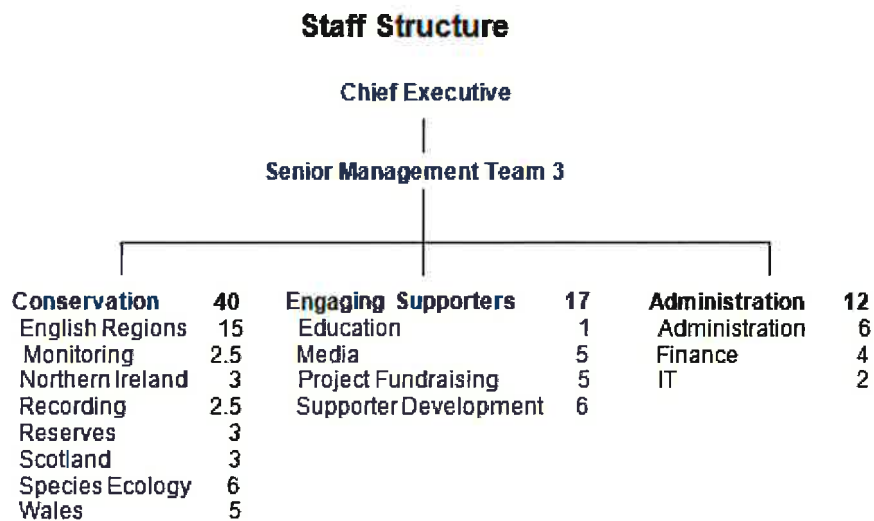 Staff Structure
Chief Executive
Senior Management Team 3
Conservation 40
English Regions 15
Monitoring 2.5
Northern Ireland 3
Recording 2.5
Reserves 3
Scotland 3
Species Ecology 6
Wales 5
Engaging Supporters 17
Education 1
Media 5
Project Fundraising 5
Supporter Development 6
Administration 12
Administration 6
Finance 4
IT 2